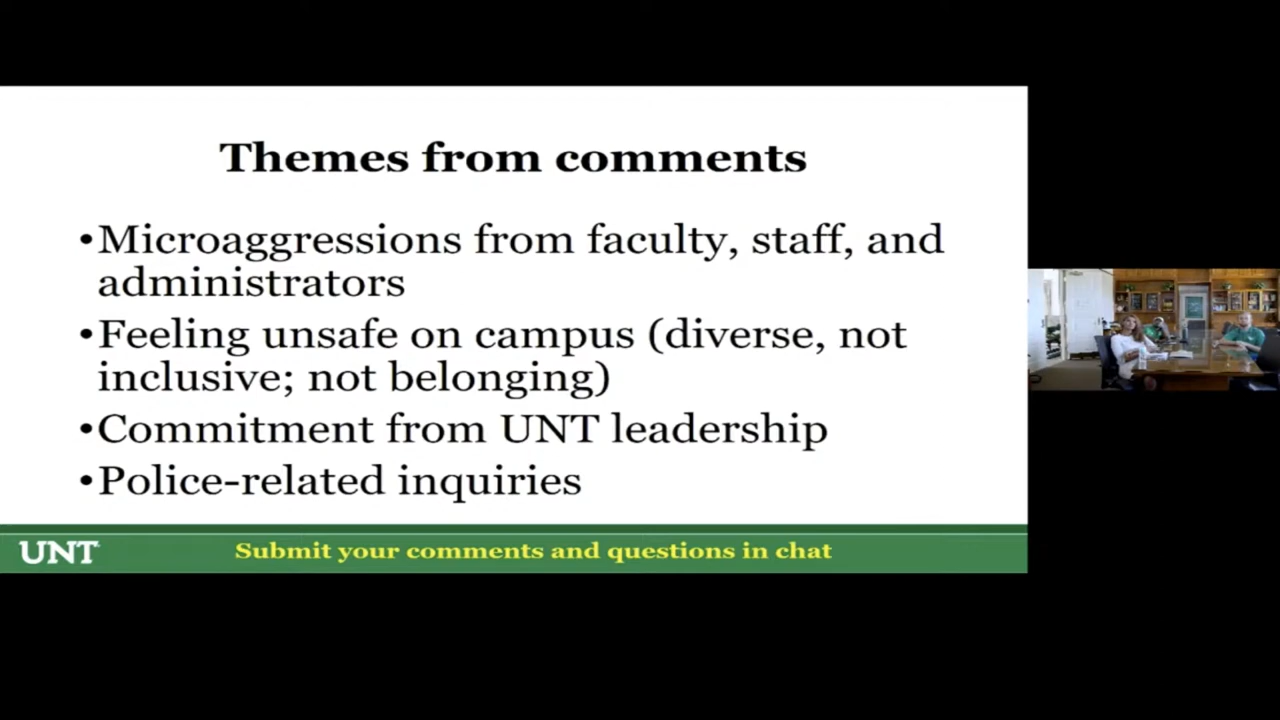 Themes from comments
•Microaggressions from faculty, staff, and
administrators
•Feeling unsafe on campus (diverse, not
inclusive; not belonging)
•Commitment from UNT leadership
•Police-related inquiries
UNT
Submit your comments and questions in chat